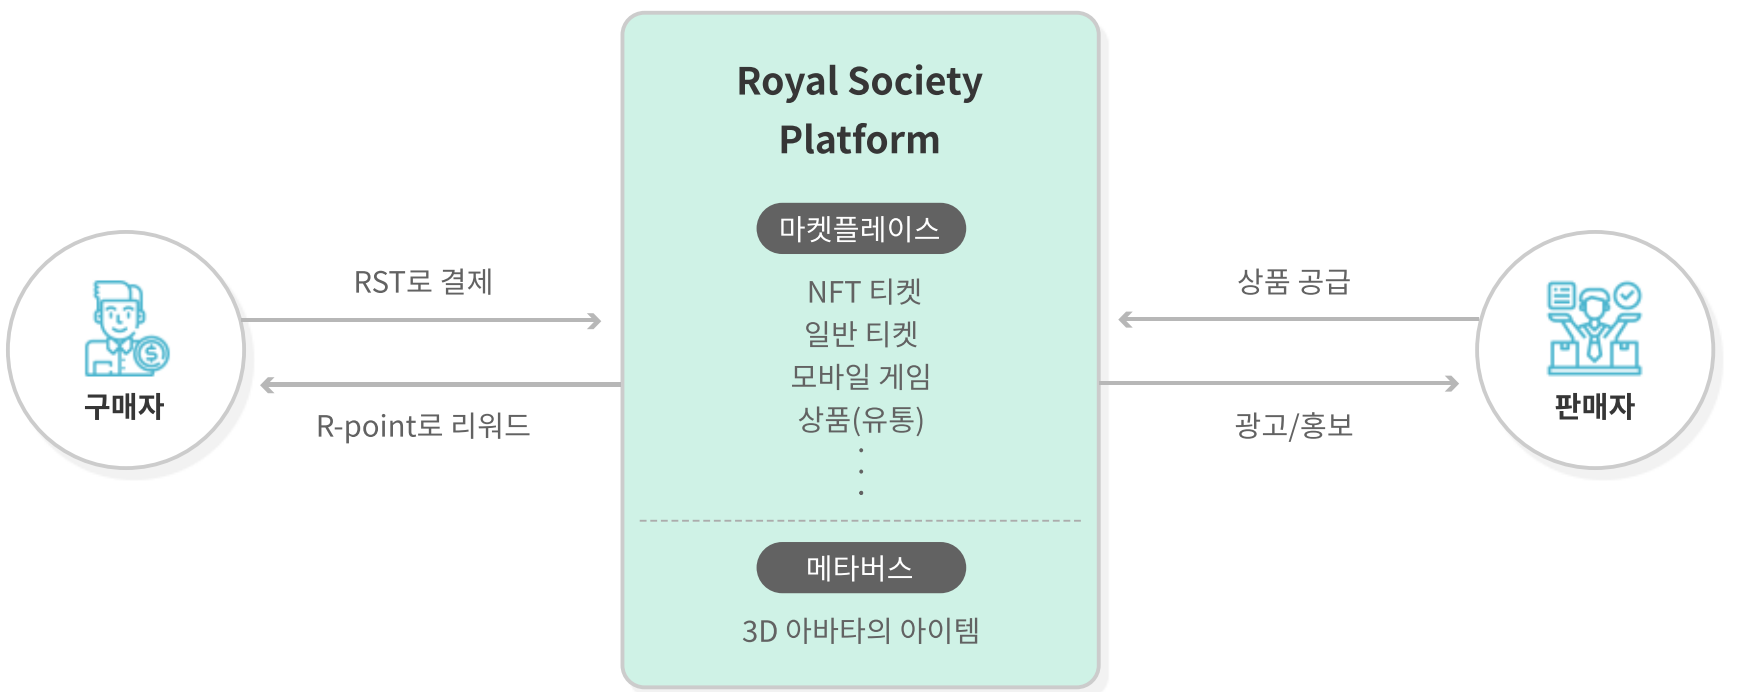 Royal Society
Platform
마켓플레이스
NFT 티켓
일반 티켓
모바일 게임
상품(유통)
메타버스
3D 아바타의 아이템
RST로 결제
R-point로 리워드
구매자
상품 공급
광고/홍보
판매자